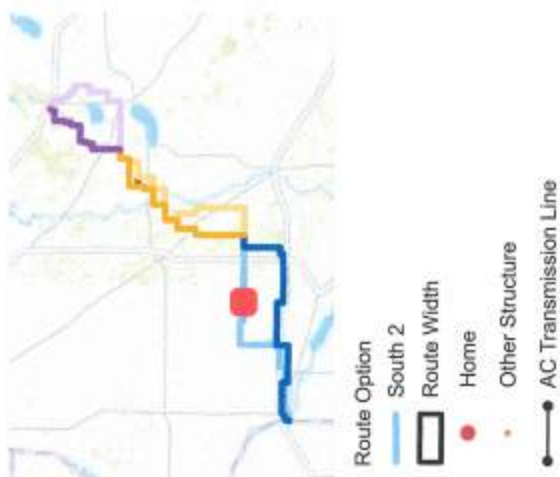 Route Option
South 2
Route Width
Home
Other Structure
AC Transmission Line